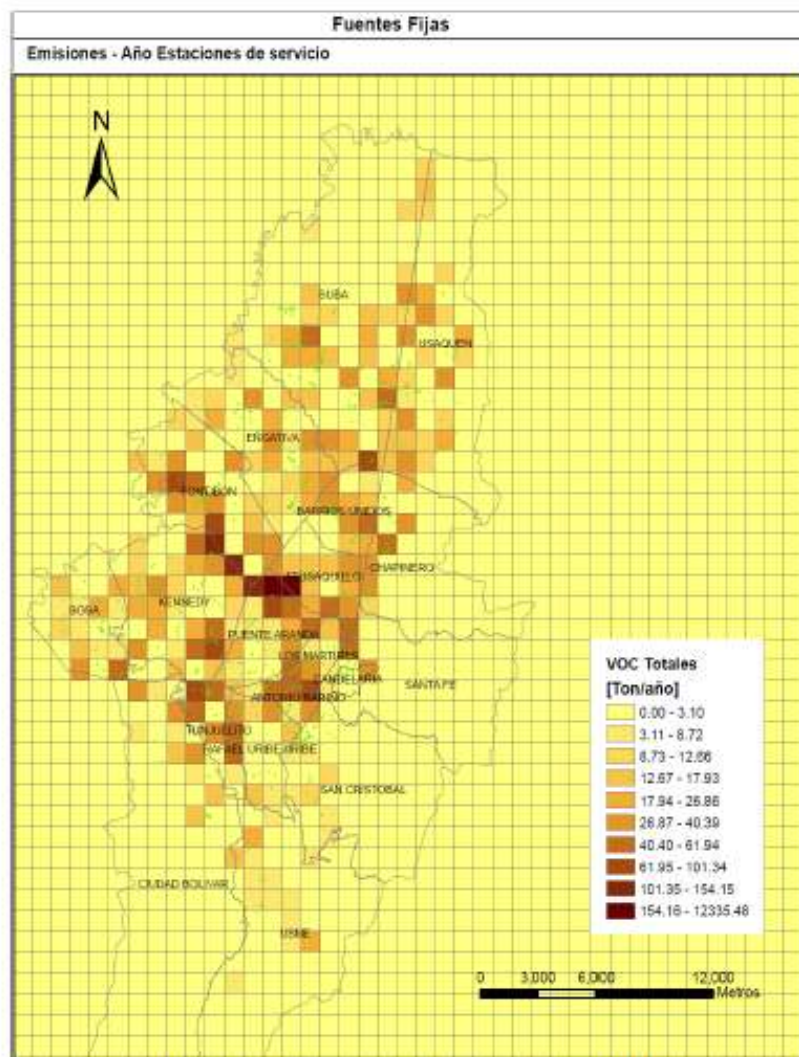 Fuentes Fijas
Emisiones - Año Estaciones de servicio
N
SUBA
USAQUEN
ENGATIVA
FONTIBON
BARRIOS UNIDOS
CHAPINERO
TEUSAQUILLO
KENNEDY
BOSA
PUENTE ARANDA
LOS MARTIRES
CANDELARIA
SANTA FE
ANTONIO NARIÑO
TUNJUELITO
RAFAEL URIBE URIBE
SAN CRISTOBAL
CIUDAD BOLIVAR
USME
VOC Totales
[Ton/año]
0.00 - 3.10
3.11 - 8.72
8.73 - 12.66
12.67 - 17.93
17.94 - 26.86
26.87 - 40.39
40.40 - 61.94
61.95 - 101.34
101.35 - 154.15
154.16 - 12335.48
0 3,000 6,000 12,000
Metros